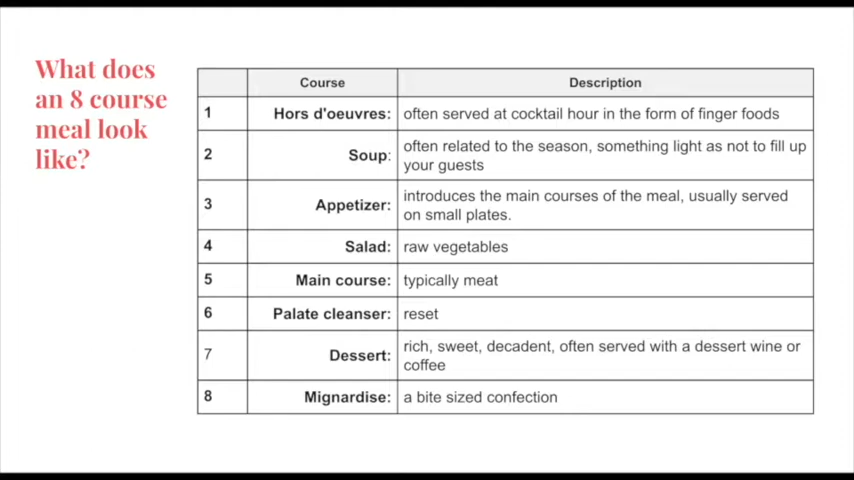 What does
an 8 course
meal look
like?
Course Description
1 Hors d'oeuvres: often served at cocktail hour in the form of finger foods
2 Soup: often related to the season, something light as not to fill up
your guests
3 Appetizer: introduces the main courses of the meal, usually served
on small plates.
4 Salad: raw vegetables
5 Main course: typically meat
6 Palate cleanser: reset
7 Dessert: rich, sweet, decadent, often served with a dessert wine or
coffee
8 Mignardise: a bite sized confection